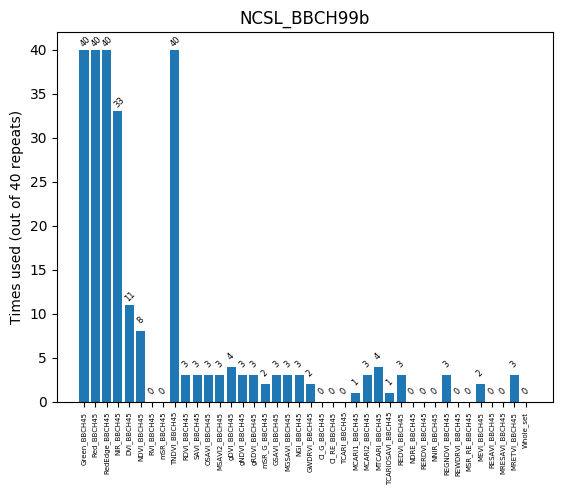 NCSL_BBCH99b
Times used (out of 40 repeats)
40
35
30
25
20
15
10
5
0
40 40 40 33 11 8 0 0 40 3 3 3 3 4 3 3 2 3 3 3 2 0 0 0 1 3 4 1 3 0 0 0 3 0 0 2 0 0 3 0
Green_BBCH45
Red_BBCH45
RedEdge_BBCH45
NIR_BBCH45
DVI_BBCH45
NDVI_BBCH45
RVI_BBCH45
mSR_BBCH45
TNDVI_BBCH45
RDVI_BBCH45
SAVI_BBCH45
OSAVI_BBCH45
MSAVI2_BBCH45
gDVI_BBCH45
gNDVI_BBCH45
gRDVI_BBCH45
mSR_G_BBCH45
GSAVI_BBCH45
MGSAVI_BBCH45
NGI_BBCH45
GWDRVI_BBCH45
CI_G_BBCH45
CI_RE_BBCH45
TCARI_BBCH45
MCARI1_BBCH45
MCARI2_BBCH45
MTCARI_BBCH45
TCARIOSAVI_BBCH45
REDVI_BBCH45
NDRE_BBCH45
RERDVI_BBCH45
NNIR_BBCH45
REGNDVI_BBCH45
REWDRVI_BBCH45
MSR_RE_BBCH45
MEVI_BBCH45
RESAVI_BBCH45
MRESAVI_BBCH45
MRETVI_BBCH45
Whole_set